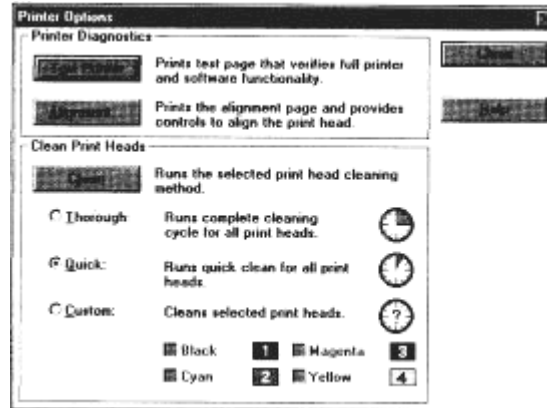 Printer Options
Printer Diagnostics
Prints test page that verifies full printer
and software functionality.
Alignment
Prints the alignment page and provides
controls to align the print head.
Help
Clean Print Heads
Clean
Runs the selected print head cleaning
method.
Thorough
Runs complete cleaning
cycle for all print heads.
Quick:
Runs quick clean for all print
heads.
Custom:
Cleans selected print heads.
?
Black 1 Magenta 3
Cyan 2 Yellow 4